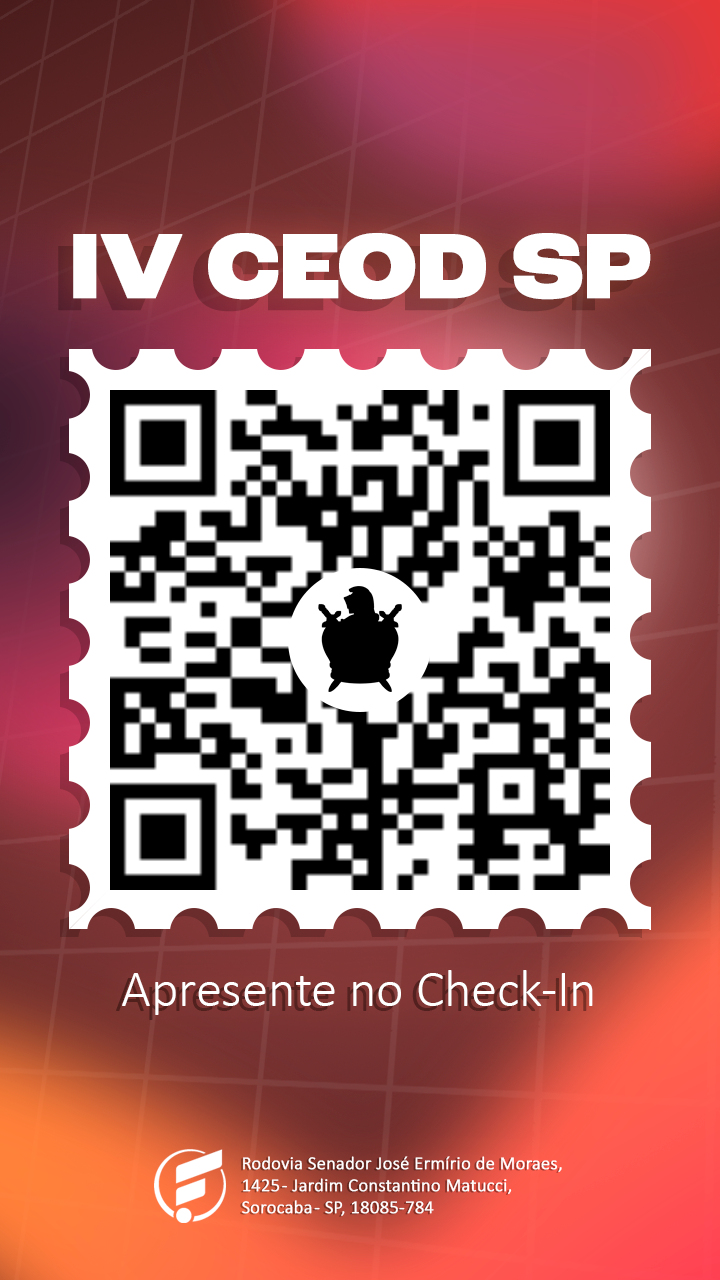 IV CEOD SP
Apresente no Check-In
Rodovia Senador José Ermírio de Moraes,
1425- Jardim Constantino Matucci,
Sorocaba- SP, 18085-784